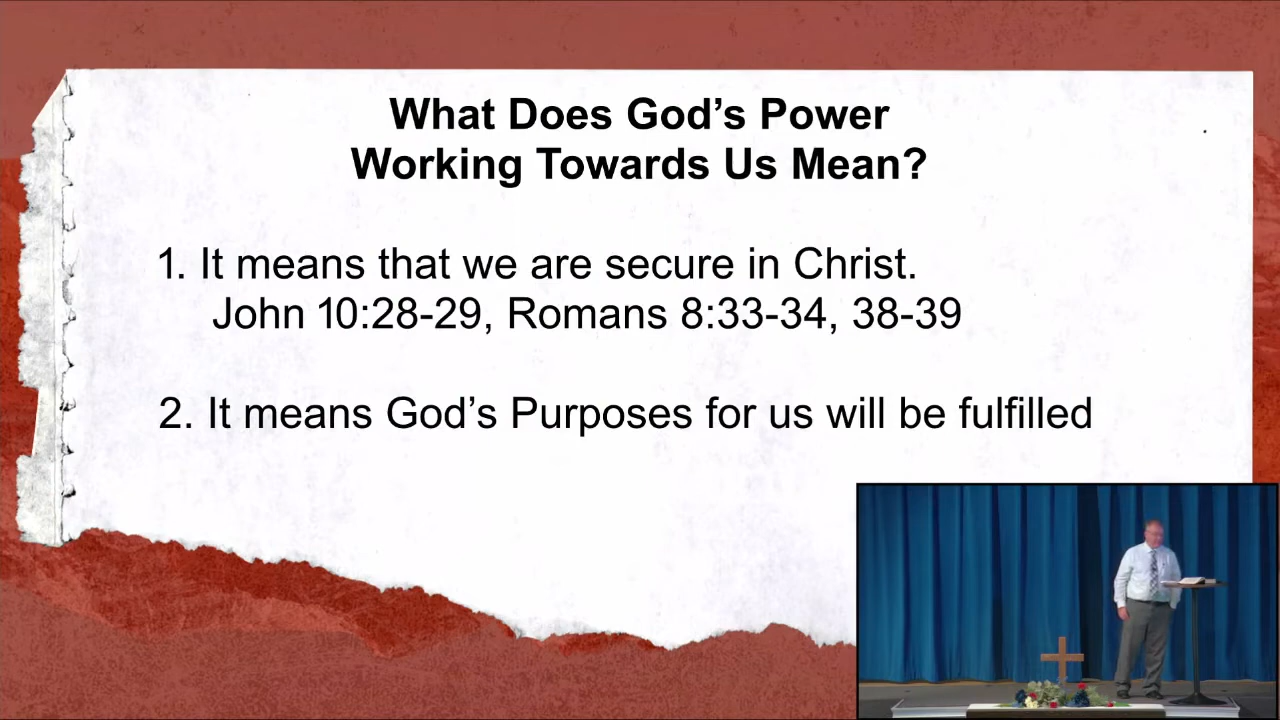 What Does God’s Power
Working Towards Us Mean?
1. It means that we are secure in Christ.
John 10:28-29, Romans 8:33-34, 38-39
2. It means God’s Purposes for us will be fulfilled